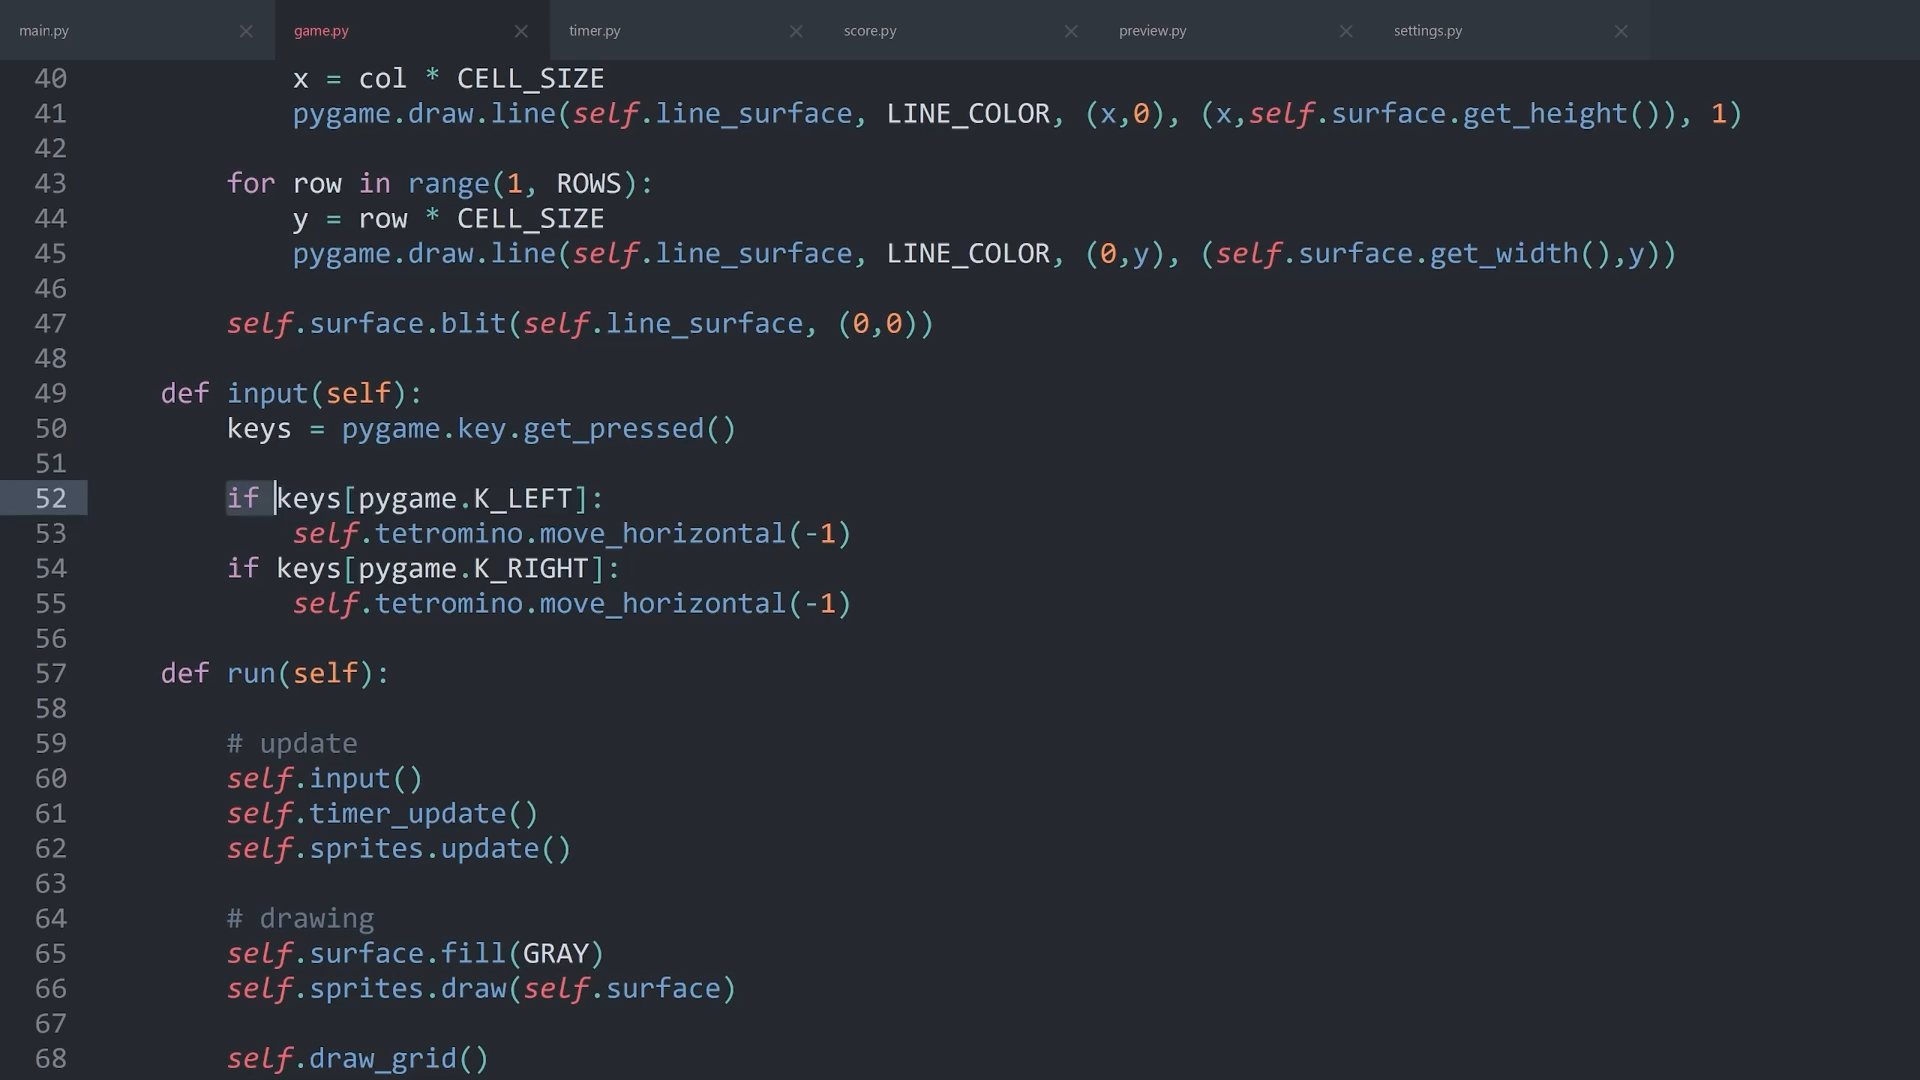 main.py game.py timer.py score.py preview.py settings.py
40 x = col * CELL_SIZE
41 pygame.draw.line(self.line_surface, LINE_COLOR, (x,0), (x,self.surface.get_height()), 1)
42
43 for row in range(1, ROWS):
44 y = row * CELL_SIZE
45 pygame.draw.line(self.line_surface, LINE_COLOR, (0,y), (self.surface.get_width(),y))
46
47 self.surface.blit(self.line_surface, (0,0))
48
49 def input(self):
50 keys = pygame.key.get_pressed()
51
52 if keys[pygame.K_LEFT]:
53 self.tetromino.move_horizontal(-1)
54 if keys[pygame.K_RIGHT]:
55 self.tetromino.move_horizontal(-1)
56
57 def run(self):
58
59 # update
60 self.input()
61 self.timer_update()
62 self.sprites.update()
63
64 # drawing
65 self.surface.fill(GRAY)
66 self.sprites.draw(self.surface)
67
68 self.draw_grid()